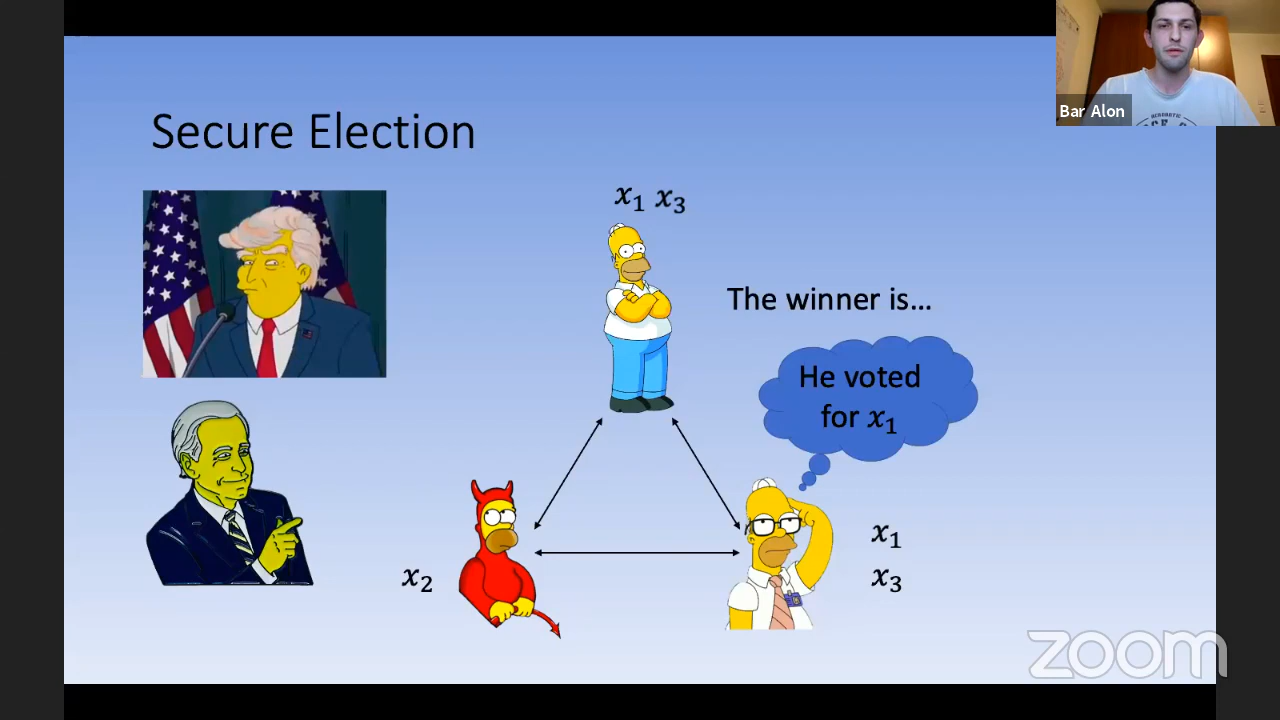 Bar Alon
Secure Election
x₁ x₃
The winner is...
He voted
for x₁
x₁
x₂
x₃
zoom